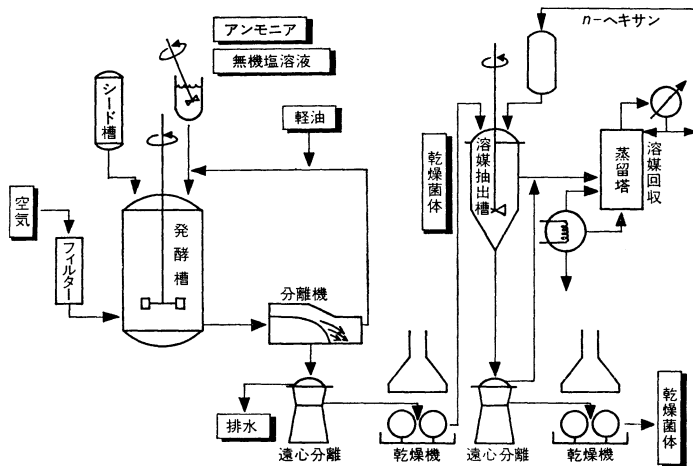 アンモニア
無機塩溶液
シード槽
軽油
空気
フィルター
発酵槽
分離機
排水
遠心分離
乾燥機
乾燥菌体
n-ヘキサン
溶媒抽出槽
蒸留塔
溶媒回収
遠心分離
乾燥機
乾燥菌体